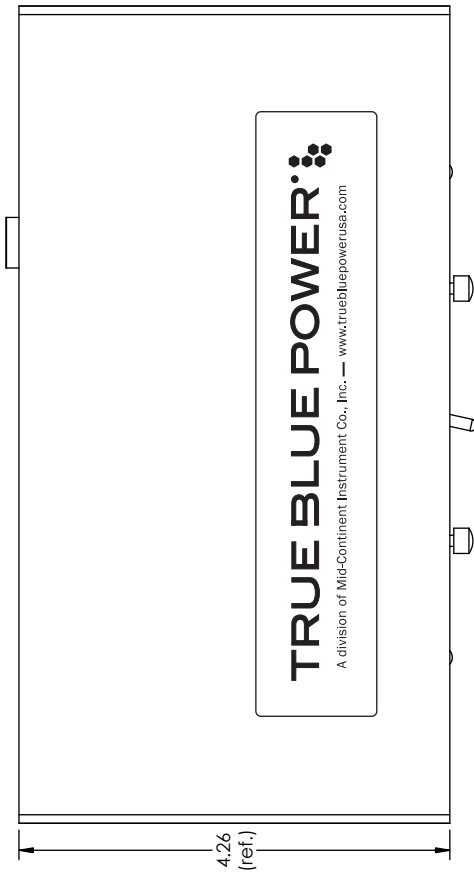 TRUE BLUE POWER
A division of Mid-Continent Instrument Co., Inc. — www.truebluepowerusa.com
4.26
(ref.)